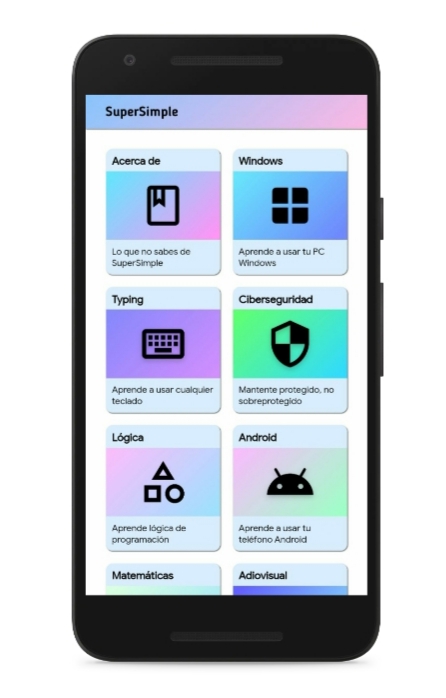 SuperSimple
Acerca de
Windows
Lo que no sabes de
SuperSimple
Aprende a usar tu PC
Windows
Typing
Ciberseguridad
Aprende a usar cualquier
teclado
Mantente protegido, no
sobreprotegido
Lógica
Android
Aprende lógica de
programación
Aprende a usar tu
teléfono Android
Matemáticas
Adiovisual